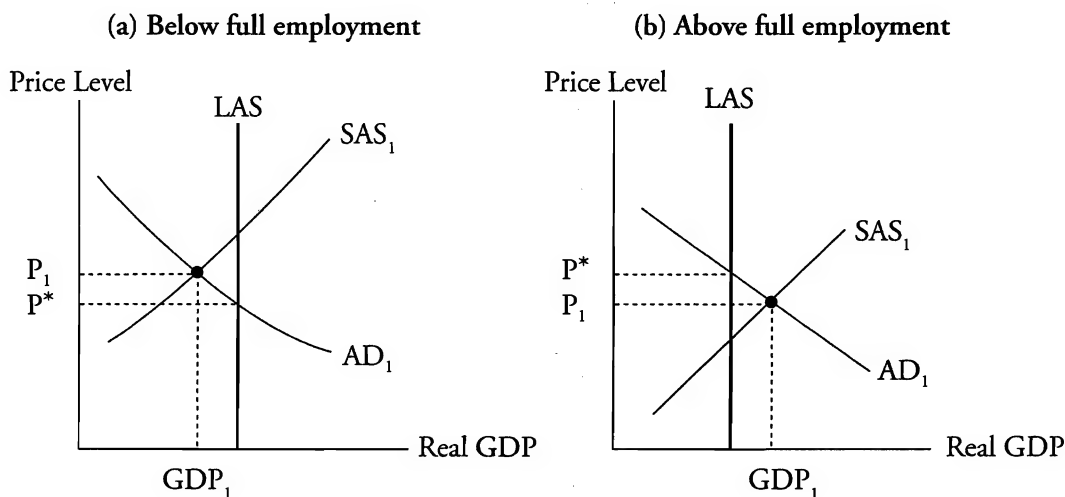 (a) Below full employment
Price Level
LAS
SAS₁
P₁
P*
AD₁
Real GDP
GDP₁
(b) Above full employment
Price Level
LAS
SAS₁
P*
P₁
AD₁
Real GDP
GDP₁